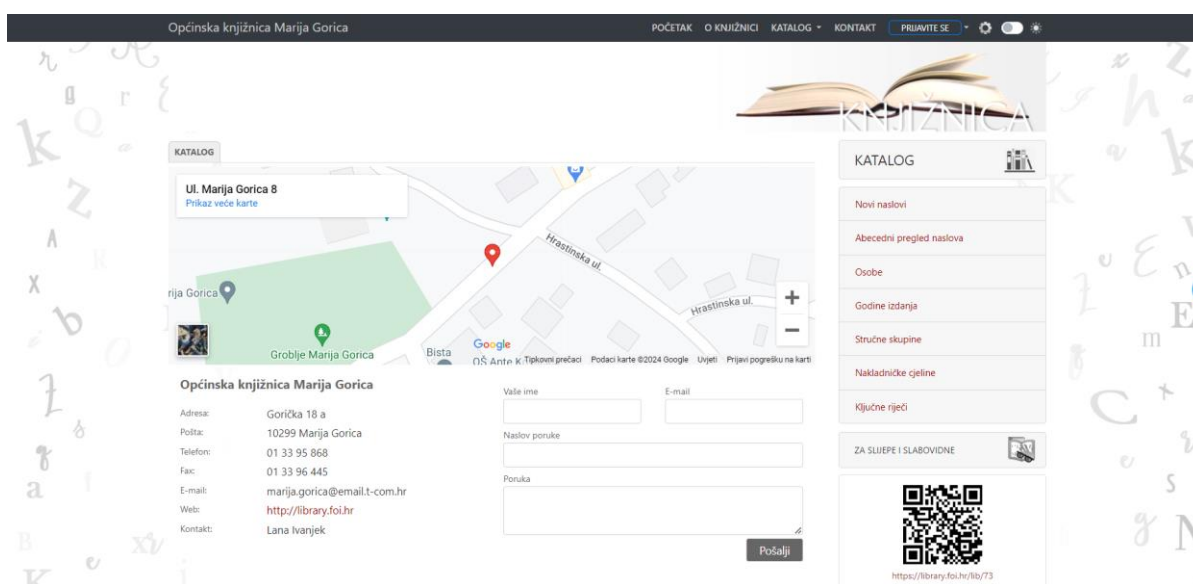 Općinska knjižnica Marija Gorica
POČETAK O KNJIŽNICI KATALOG KONTAKT PRIJAVITE SE
KNJIŽNICA
KATALOG
Ul. Marija Gorica 8
Prikaz veće karte
Hrastinska ul.
Hrastinska ul.
rija Gorica
Groblje Marija Gorica
Bista
OŠ Ante K
Google
Tipkovni prečaci Podaci karte ©2024 Google Uvjeti Prijavi pogrešku na karti
Općinska knjižnica Marija Gorica
Adresa: Gorička 18 a
Pošta: 10299 Marija Gorica
Telefon: 01 33 95 868
Fax: 01 33 96 445
E-mail: marija.gorica@email.t-com.hr
Web: http://library.foi.hr
Kontakt: Lana Ivanjek
Vaše ime E-mail
Naslov poruke
Poruka
Pošalji
KATALOG
Novi naslovi
Abecedni pregled naslova
Osobe
Godine izdanja
Stručne skupine
Nakladničke cjeline
Ključne riječi
ZA SLIJEPE I SLABOVIDNE
https://library.foi.hr/lib/73